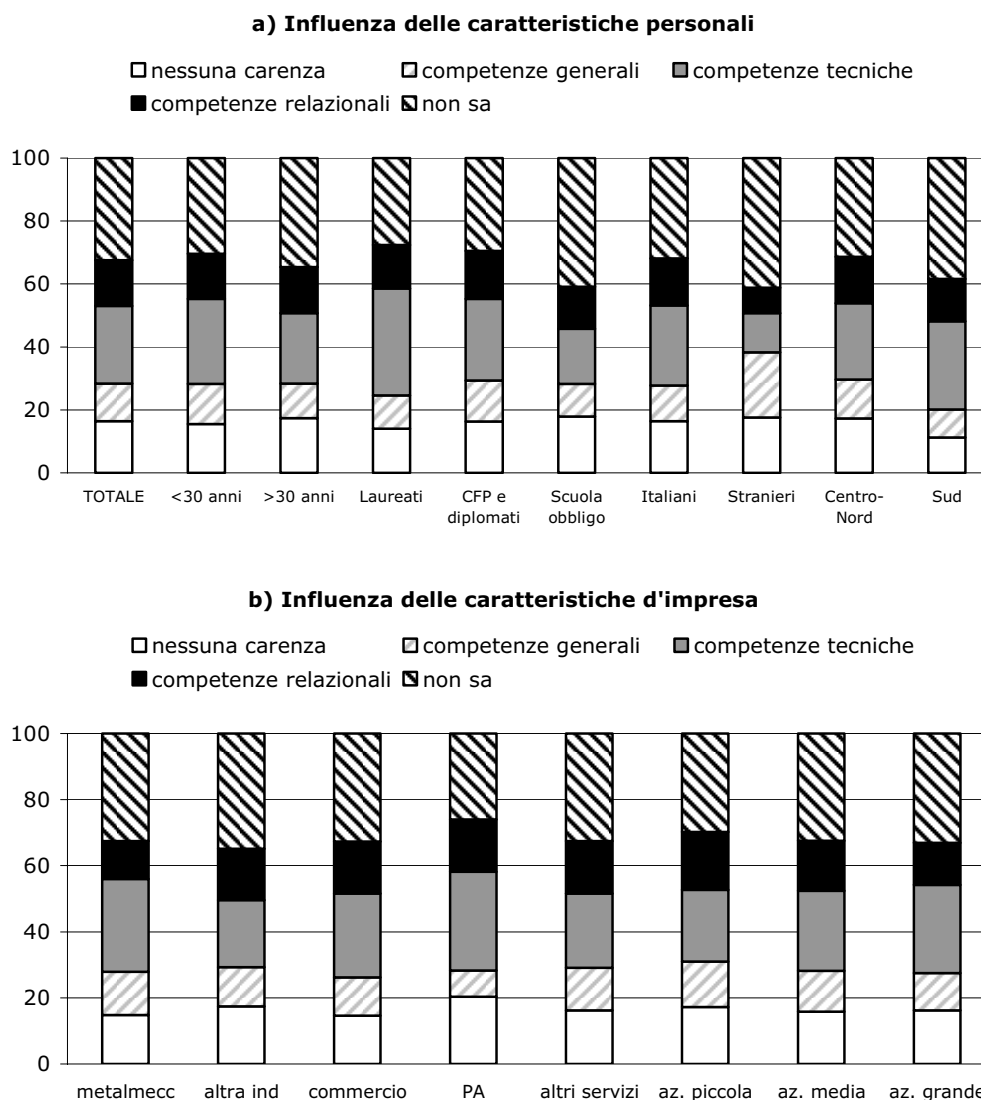 a) Influenza delle caratteristiche personali
nessuna carenza competenze generali competenze tecniche
competenze relazionali non sa
100
80
60
40
20
0
TOTALE <30 anni >30 anni Laureati CFP e Scuola Italiani Stranieri Centro- Sud
diplomati obbligo Nord
b) Influenza delle caratteristiche d'impresa
nessuna carenza competenze generali competenze tecniche
competenze relazionali non sa
100
80
60
40
20
0
metalmecc altra ind commercio PA altri servizi az. piccola az. media az. grande